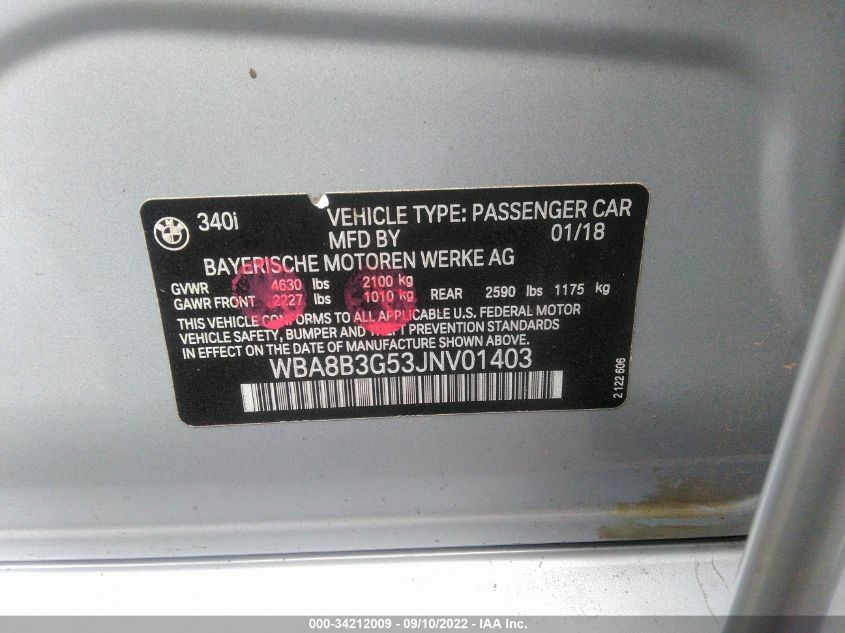 340i VEHICLE TYPE: PASSENGER CAR
MFD BY 01/18
BAYERISCHE MOTOREN WERKE AG
GVWR 4630 lbs 2100 kg
GAWR FRONT 2227 lbs 1010 kg REAR 2590 lbs 1175 kg
THIS VEHICLE CONFORMS TO ALL APPLICABLE U.S. FEDERAL MOTOR
VEHICLE SAFETY, BUMPER AND THEFT PREVENTION STANDARDS
IN EFFECT ON THE DATE OF MANUFACTURE SHOWN ABOVE.
WBA8B3G53JNV01403
2 122 606
000-34212009 - 09/10/2022 - IAA Inc.